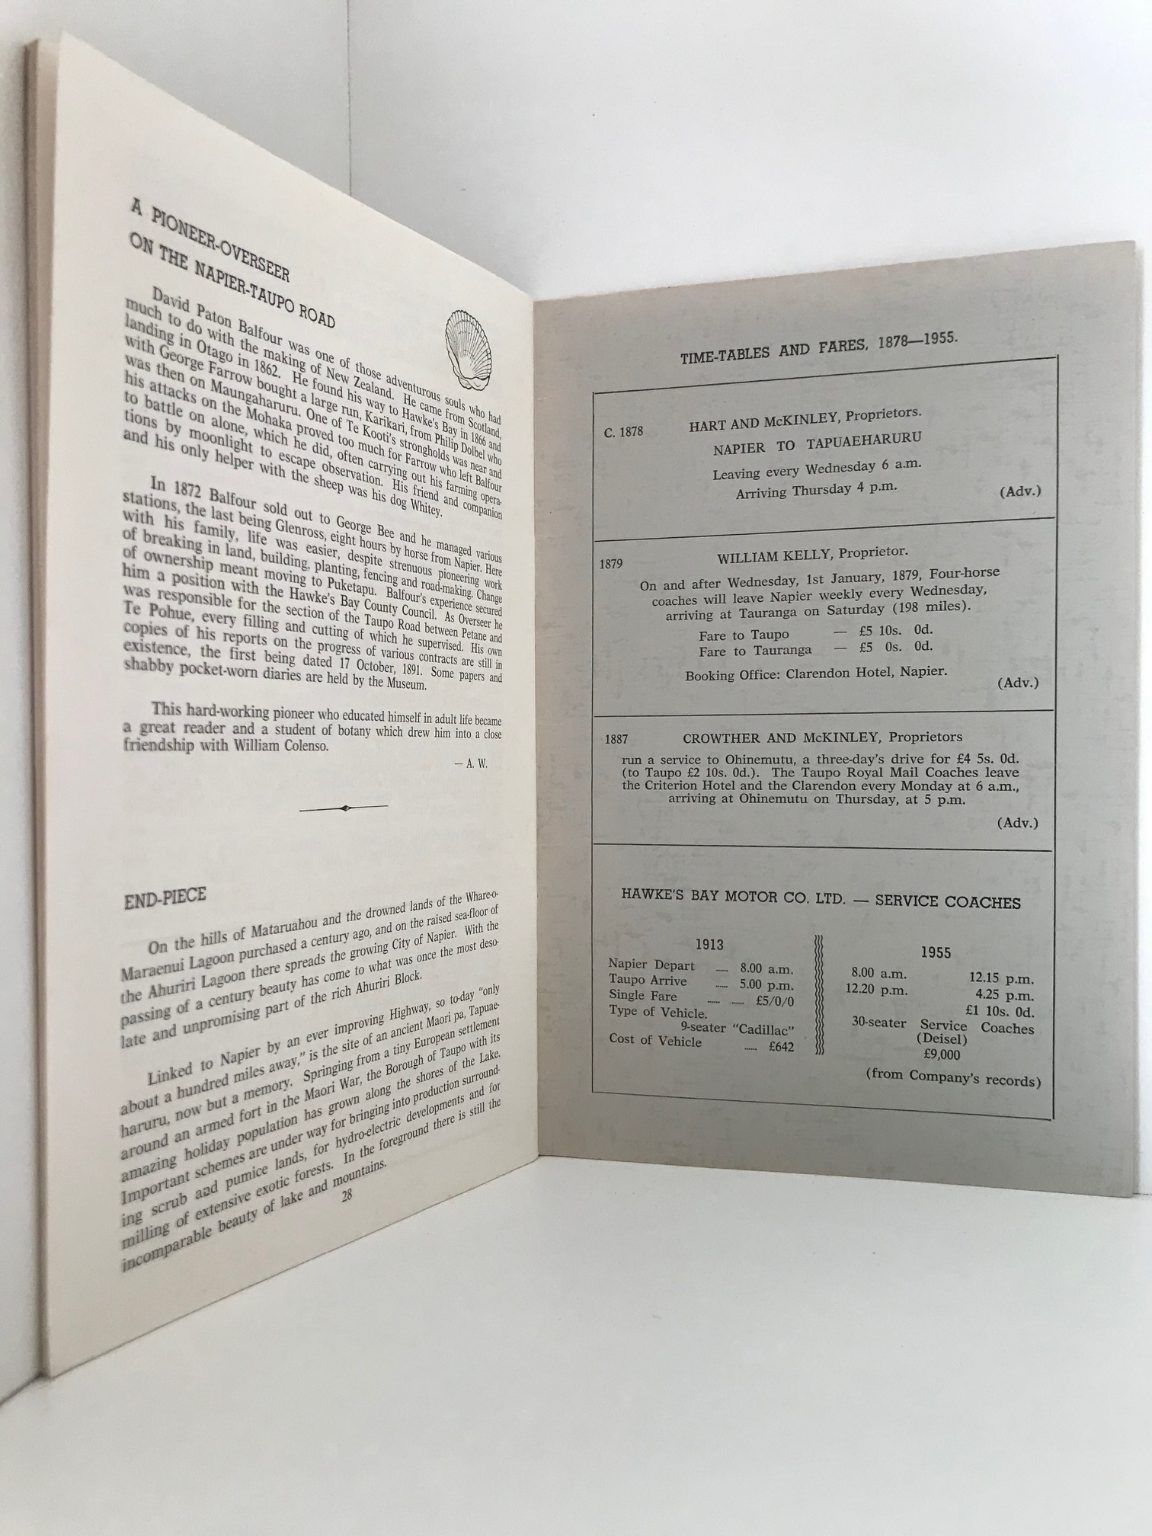 A PIONEER-OVERSEER
ON THE NAPIER-TAUPO ROAD
David Paton Balfour was one of those adventurous souls who had
much to do with the making of New Zealand. He came from Scotland,
landing in Otago in 1862. He found his way to Hawke's Bay in 1866 and
with George Farrow bought a large run, Karikari, from Philip Dolbel who
was then on Maungaharuru. One of Te Kooti's strongholds was near and
his attacks on the Mohaka proved too much for Farrow who left Balfour
to battle on alone, which he did, often carrying out his farming opera-
tions by moonlight to escape observation. His friend and companion
and his only helper with the sheep was his dog Whitey.
In 1872 Balfour sold out to George Bee and he managed various
stations, the last being Glenross, eight hours by horse from Napier. Here
with his family, life was easier, despite strenuous pioneering work
of breaking in land, building, planting, fencing and road-making. Change
of ownership meant moving to Puketapu. Balfour's experience secured
him a position with the Hawke's Bay County Council. As Overseer he
was responsible for the section of the Taupo Road between Petane and
Te Pohue, every filling and cutting of which he supervised. His own
copies of his reports on the progress of various contracts are still in
existence, the first being dated 17 October, 1891. Some papers and
shabby pocket-worn diaries are held by the Museum.
This hard-working pioneer who educated himself in adult life became
a great reader and a student of botany which drew him into a close
friendship with William Colenso.
— A. W.
END-PIECE
On the hills of Mataruahou and the drowned lands of the Whare-o-
Maraenui Lagoon purchased a century ago, and on the raised sea-floor of
the Ahuriri Lagoon there spreads the growing City of Napier. With the
passing of a century beauty has come to what was once the most deso-
late and unpromising part of the rich Ahuriri Block.
Linked to Napier by an ever improving Highway, so to-day "only
about a hundred miles away," is the site of an ancient Maori pa, Tapuae-
haruru, now but a memory. Springing from a tiny European settlement
around an armed fort in the Maori War, the Borough of Taupo with its
amazing holiday population has grown along the shores of the Lake.
Important schemes are under way for bringing into production surround-
ing scrub and pumice lands, for hydro-electric developments and for
milling of extensive exotic forests. In the foreground there is still the
incomparable beauty of lake and mountains.
28
TIME-TABLES AND FARES, 1878—1955.
C. 1878 HART AND McKINLEY, Proprietors.
NAPIER TO TAPUAEHARURU
Leaving every Wednesday 6 a.m.
Arriving Thursday 4 p.m.
(Adv.)
1879 WILLIAM KELLY, Proprietor.
On and after Wednesday, 1st January, 1879, Four-horse
coaches will leave Napier weekly every Wednesday,
arriving at Tauranga on Saturday (198 miles).
Fare to Taupo — £5 10s. 0d.
Fare to Tauranga — £5 0s. 0d.
Booking Office: Clarendon Hotel, Napier.
(Adv.)
1887 CROWTHER AND McKINLEY, Proprietors
run a service to Ohinemutu, a three-day's drive for £4 5s. 0d.
(to Taupo £2 10s. 0d.). The Taupo Royal Mail Coaches leave
the Criterion Hotel and the Clarendon every Monday at 6 a.m.,
arriving at Ohinemutu on Thursday, at 5 p.m.
(Adv.)
HAWKE'S BAY MOTOR CO. LTD. — SERVICE COACHES
1913
Napier Depart .... 8.00 a.m.
Taupo Arrive .... 5.00 p.m.
Single Fare .... .... £5/0/0
Type of Vehicle.
9-seater "Cadillac"
Cost of Vehicle .... £642
1955
8.00 a.m. 12.15 p.m.
12.20 p.m. 4.25 p.m.
£1 10s. 0d.
30-seater Service Coaches
(Deisel)
£9,000
(from Company's records)